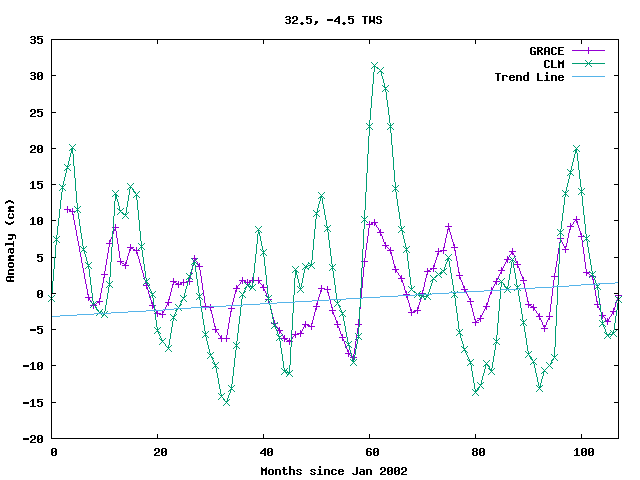 32.5, -4.5 TWS
GRACE
CLM
Trend Line
35
30
25
20
15
10
5
0
-5
-10
-15
-20
Anomaly (cm)
0 20 40 60 80 100
Months since Jan 2002